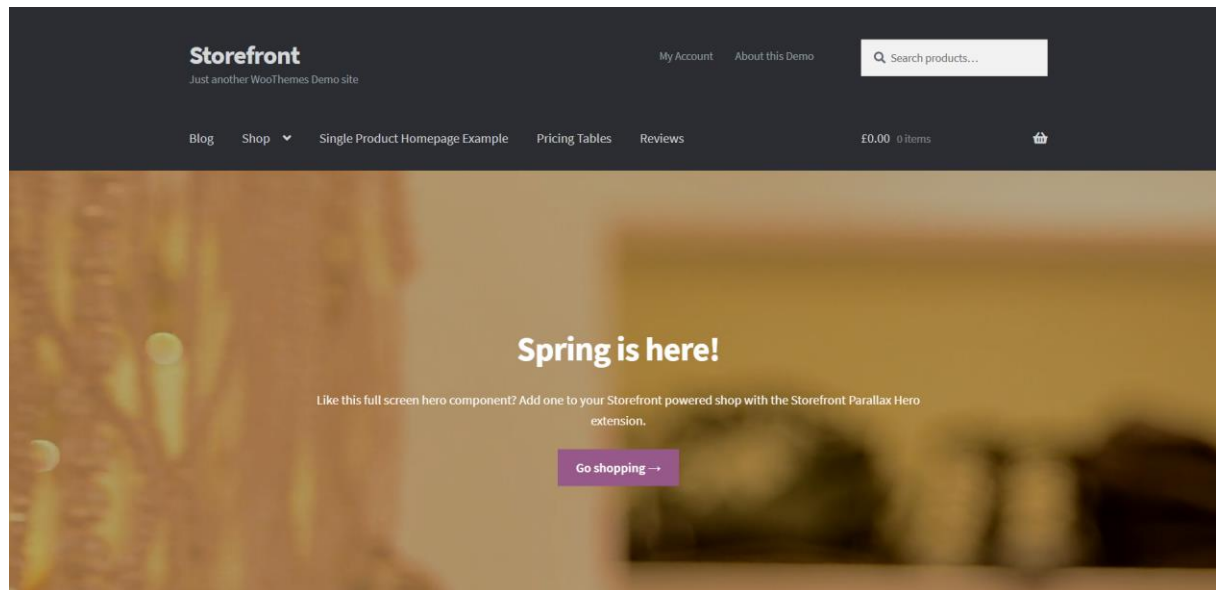 Storefront
Just another WooThemes Demo site
My Account About this Demo
Search products…
Blog Shop Single Product Homepage Example Pricing Tables Reviews
£0.00 0 items
Spring is here!
Like this full screen hero component? Add one to your Storefront powered shop with the Storefront Parallax Hero
extension.
Go shopping →